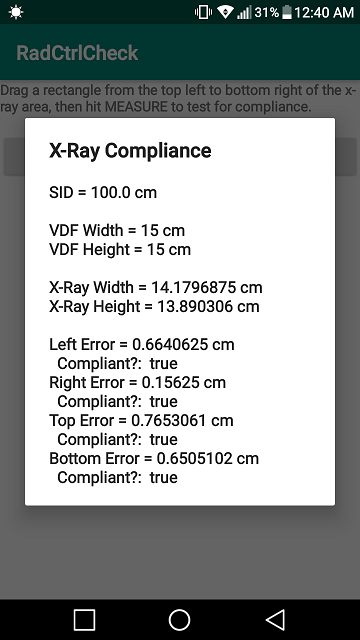 31% 12:40 AM
RadCtrlCheck
Drag a rectangle from the top left to bottom right of the x-
ray area, then hit MEASURE to test for compliance.
X-Ray Compliance
SID = 100.0 cm
VDF Width = 15 cm
VDF Height = 15 cm
X-Ray Width = 14.1796875 cm
X-Ray Height = 13.890306 cm
Left Error = 0.6640625 cm
Compliant?: true
Right Error = 0.15625 cm
Compliant?: true
Top Error = 0.7653061 cm
Compliant?: true
Bottom Error = 0.6505102 cm
Compliant?: true